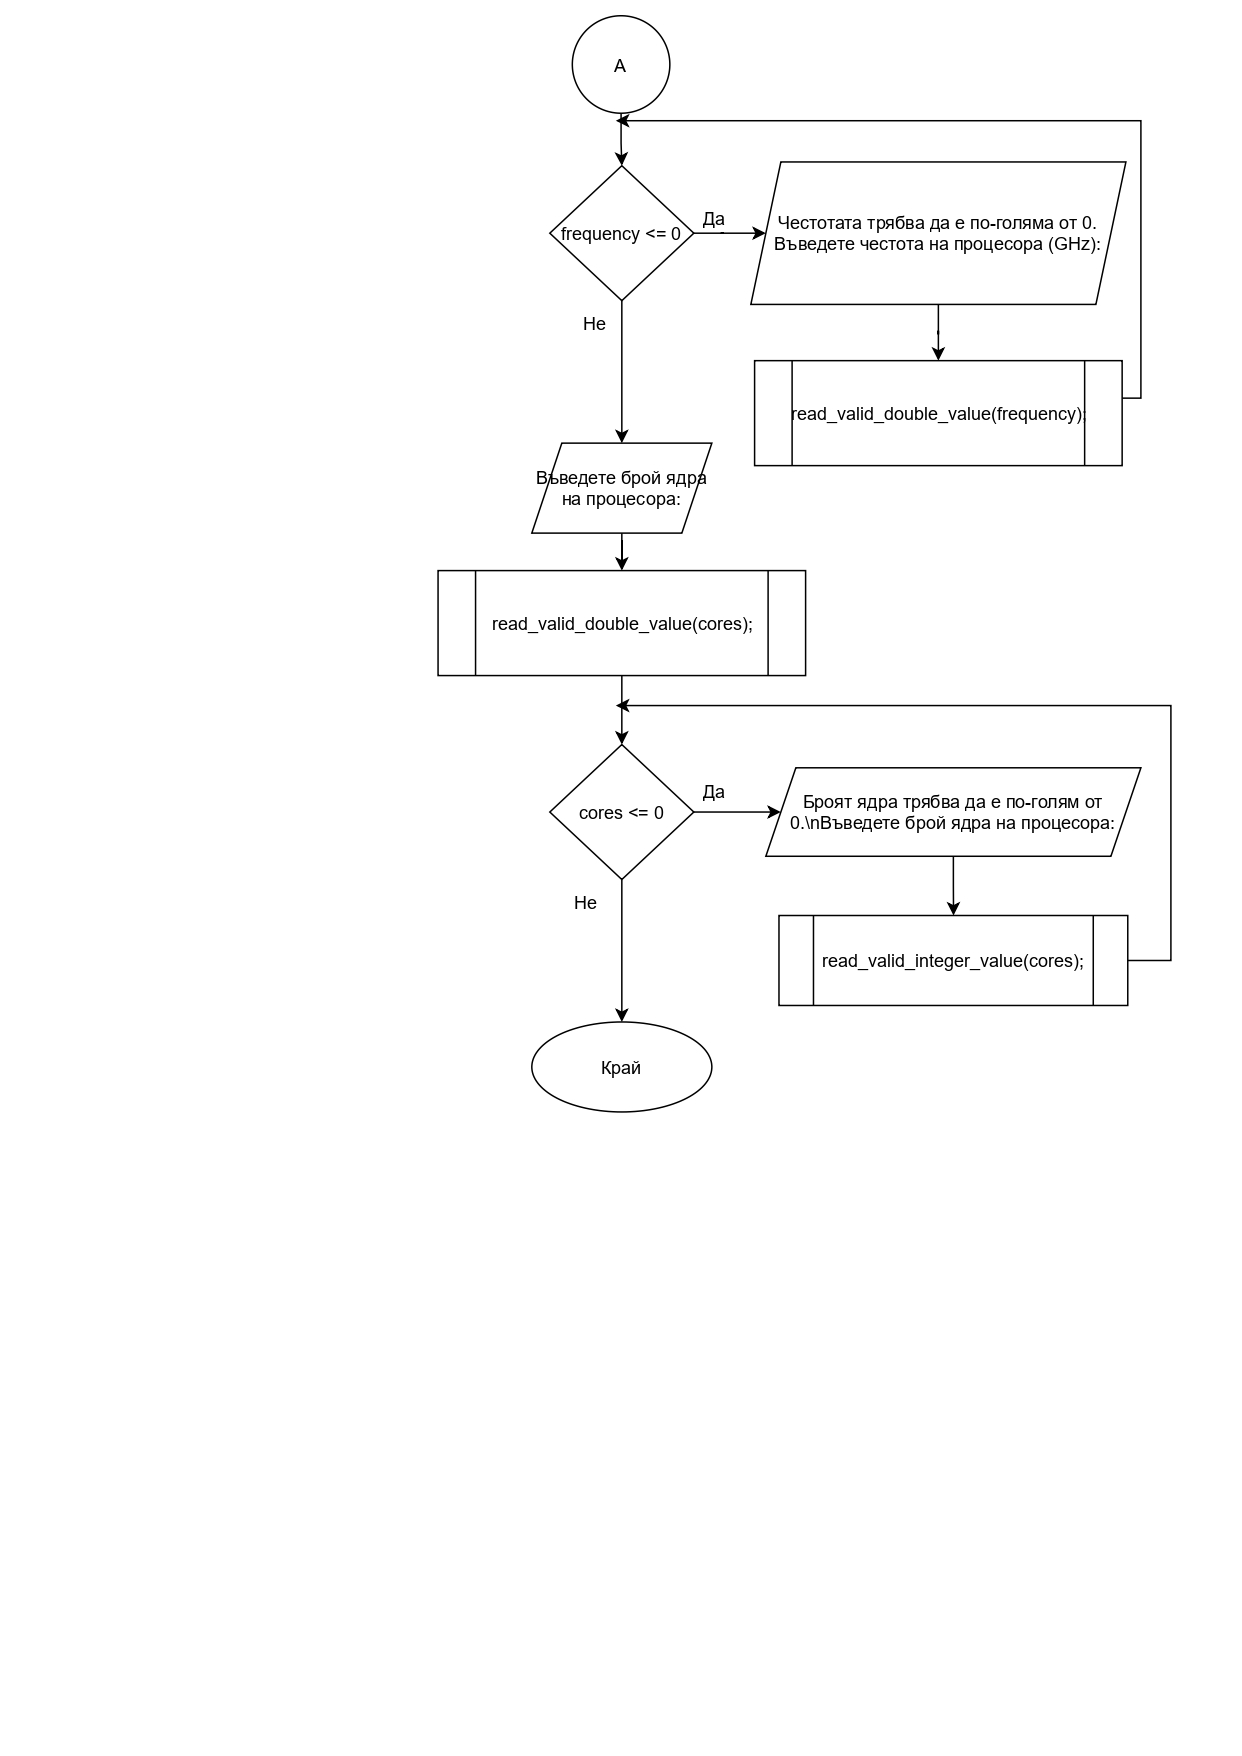 A
frequency <= 0
Да
Честотата трябва да е по-голяма от 0.
Въведете честота на процесора (GHz):
Не
read_valid_double_value(frequency);
Въведете брой ядра
на процесора:
read_valid_double_value(cores);
cores <= 0
Да
Броят ядра трябва да е по-голям от
0.\nВъведете брой ядра на процесора:
Не
read_valid_integer_value(cores);
Край